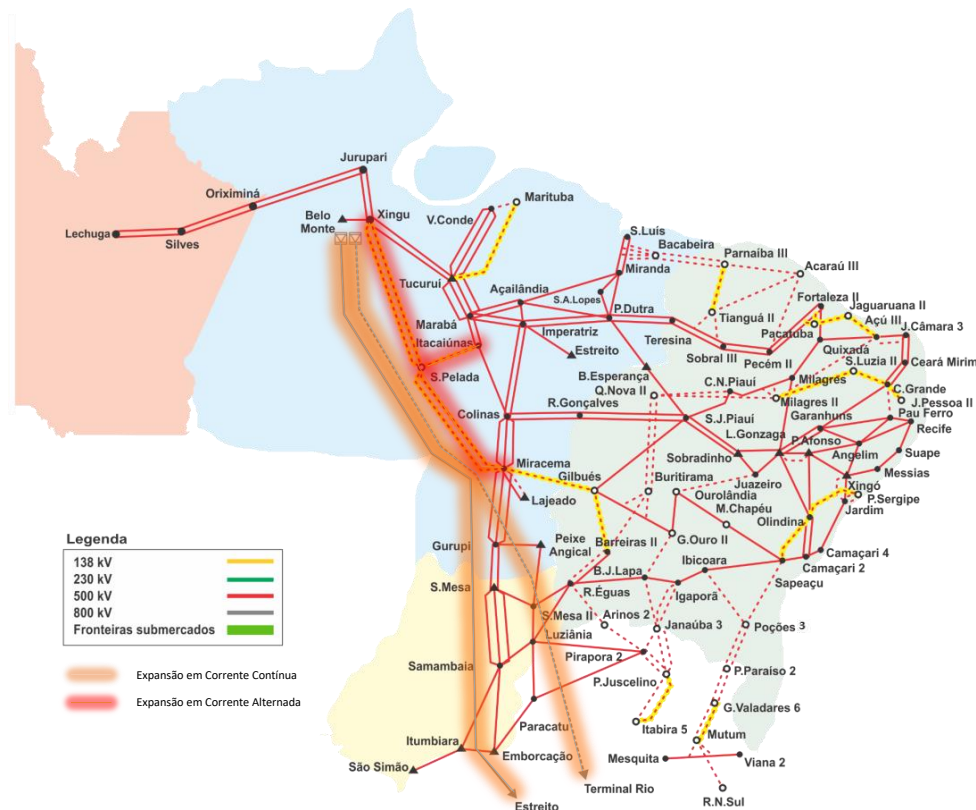 Jurupari
Oriximiná
Lechuga
Silves
Belo
Monte
Xingu
V.Conde
Marituba
Tucurui
Marabá
Itacaiúnas
S.Pelada
Açailândia
Imperatriz
Estreito
S.Luís
Bacabeira
Miranda
S.A.Lopes
P.Dutra
Parnaiba III
Acaraú III
Tianguá II
Teresina
Sobral III
Pecém II
Fortaleza II
Pacatuba
Jaguaruana II
Açú III
J.Câmara 3
Quixadá
S.Luzia II
Ceará Mirim
Milagres
C.Grande
J.Pessoa II
Milagres II
Garanhuns
Pau Ferro
Recife
B.Esperança
Q.Nova II
C.N.Piauí
Colinas
R.Gonçalves
S.J.Piauí
L.Gonzaga
P.Afonso
Angelim
Suape
Messias
Sobradinho
Juazeiro
Xingó
P.Sergipe
Jardim
Miracema
Lajeado
Gilbués
Buritirama
Ourolândia
M.Chapéu
Olindina
G.Ouro II
Camaçari 4
Camaçari 2
Sapeaçu
Gurupi
Peixe
Angical
Barreiras II
B.J.Lapa
Ibicoara
Igaporã
R.Éguas
S.Mesa
S.Mesa II
Arinos 2
Janaúba 3
Poções 3
Luziânia
Samambaia
Pirapora 2
P.Juscelino
P.Paraíso 2
Paracatu
Itabira 5
G.Valadares 6
Mutum
Itumbiara
Emborcação
São Simão
Mesquita
Viana 2
Terminal Rio
R.N.Sul
Estreito
Legenda
138 kV
230 kV
500 kV
800 kV
Fronteiras submercados
Expansão em Corrente Contínua
Expansão em Corrente Alternada